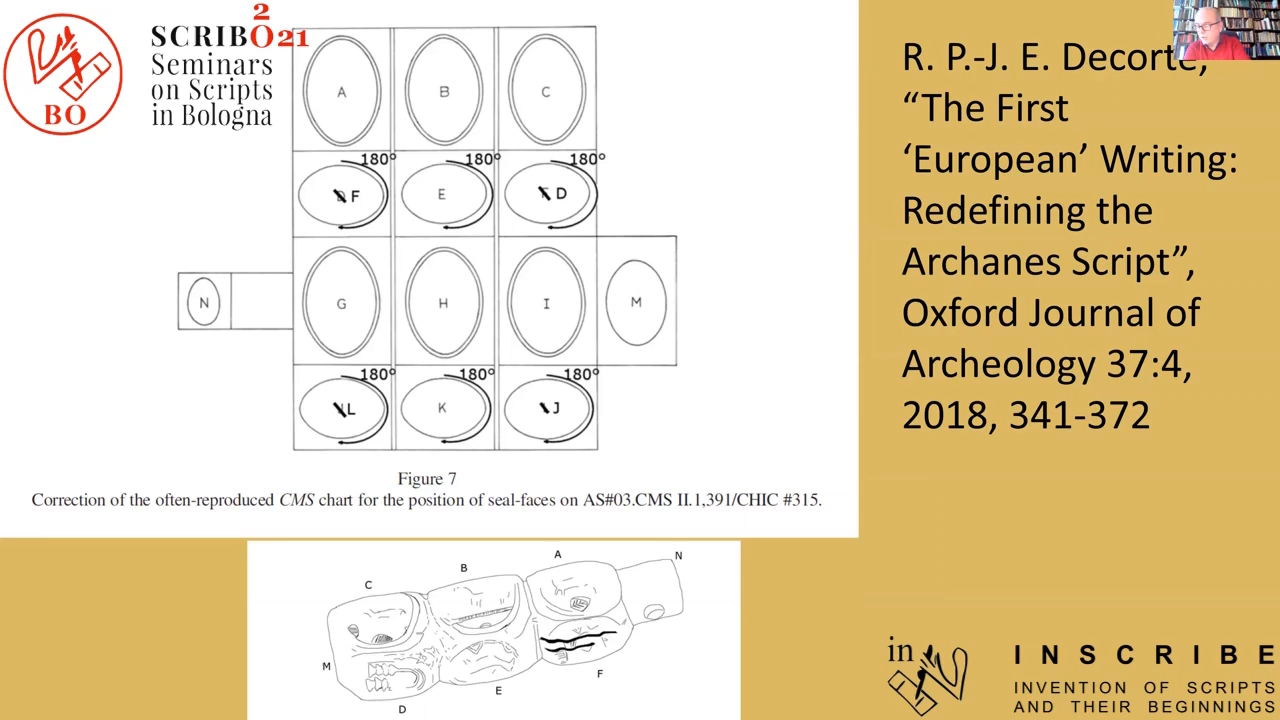 2
SCRIBO21
Seminars
on Scripts
in Bologna
BO
A B C
180° 180° 180°
F E D
N G H I M
180° 180° 180°
L K J
Figure 7
Correction of the often-reproduced CMS chart for the position of seal-faces on AS#03.CMS II.1,391/CHIC #315.
A N
B
C
M
F
E
D
R. P.-J. E. Decorte,
“The First
‘European’ Writing:
Redefining the
Archanes Script”,
Oxford Journal of
Archeology 37:4,
2018, 341-372
in
INSCRIBE
INVENTION OF SCRIPTS
AND THEIR BEGINNINGS